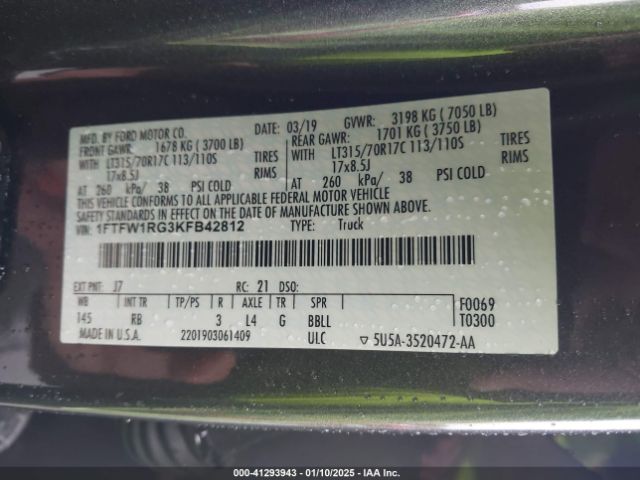 MFD. BY FORD MOTOR CO. DATE: 03/19 GVWR: 3198 KG ( 7050 LB)
FRONT GAWR: 1678 KG ( 3700 LB) REAR GAWR: 1701 KG ( 3750 LB)
WITH LT315/70R17C 113/110S TIRES WITH LT315/70R17C 113/110S TIRES
17x8.5J RIMS 17x8.5J RIMS
AT 260 kPa/ 38 PSI COLD AT 260 kPa/ 38 PSI COLD
THIS VEHICLE CONFORMS TO ALL APPLICABLE FEDERAL MOTOR VEHICLE
SAFETY AND THEFT PREVENTION STANDARDS IN EFFECT ON THE DATE OF MANUFACTURE SHOWN ABOVE.
VIN: 1FTFW1RG3KFB42812 TYPE: Truck
EXT PNT: J7 RC: 21 DSO:
WB INT TR TP/PS R AXLE TR SPR F0069
145 RB 3 L4 G BBLL T0300
MADE IN U.S.A. 2201903061409 ULC ▽ 5U5A-3520472-AA
000-41293943 - 01/10/2025 - IAA Inc.